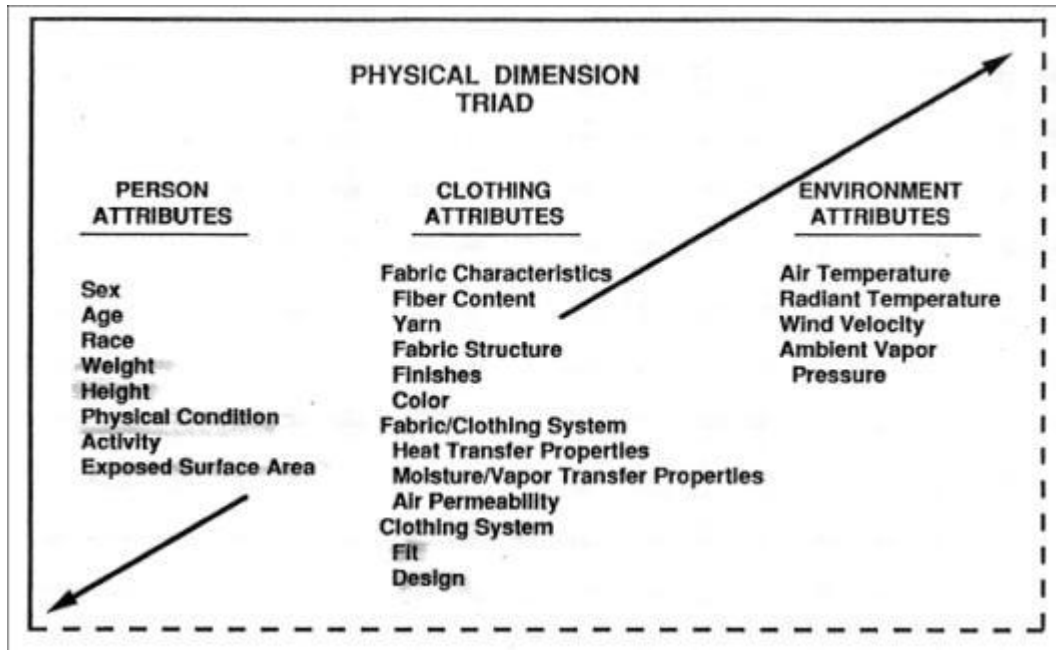 PHYSICAL DIMENSION
TRIAD
PERSON
ATTRIBUTES
Sex
Age
Race
Weight
Height
Physical Condition
Activity
Exposed Surface Area
CLOTHING
ATTRIBUTES
Fabric Characteristics
Fiber Content
Yarn
Fabric Structure
Finishes
Color
Fabric/Clothing System
Heat Transfer Properties
Moisture/Vapor Transfer Properties
Air Permeability
Clothing System
Fit
Design
ENVIRONMENT
ATTRIBUTES
Air Temperature
Radiant Temperature
Wind Velocity
Ambient Vapor
Pressure